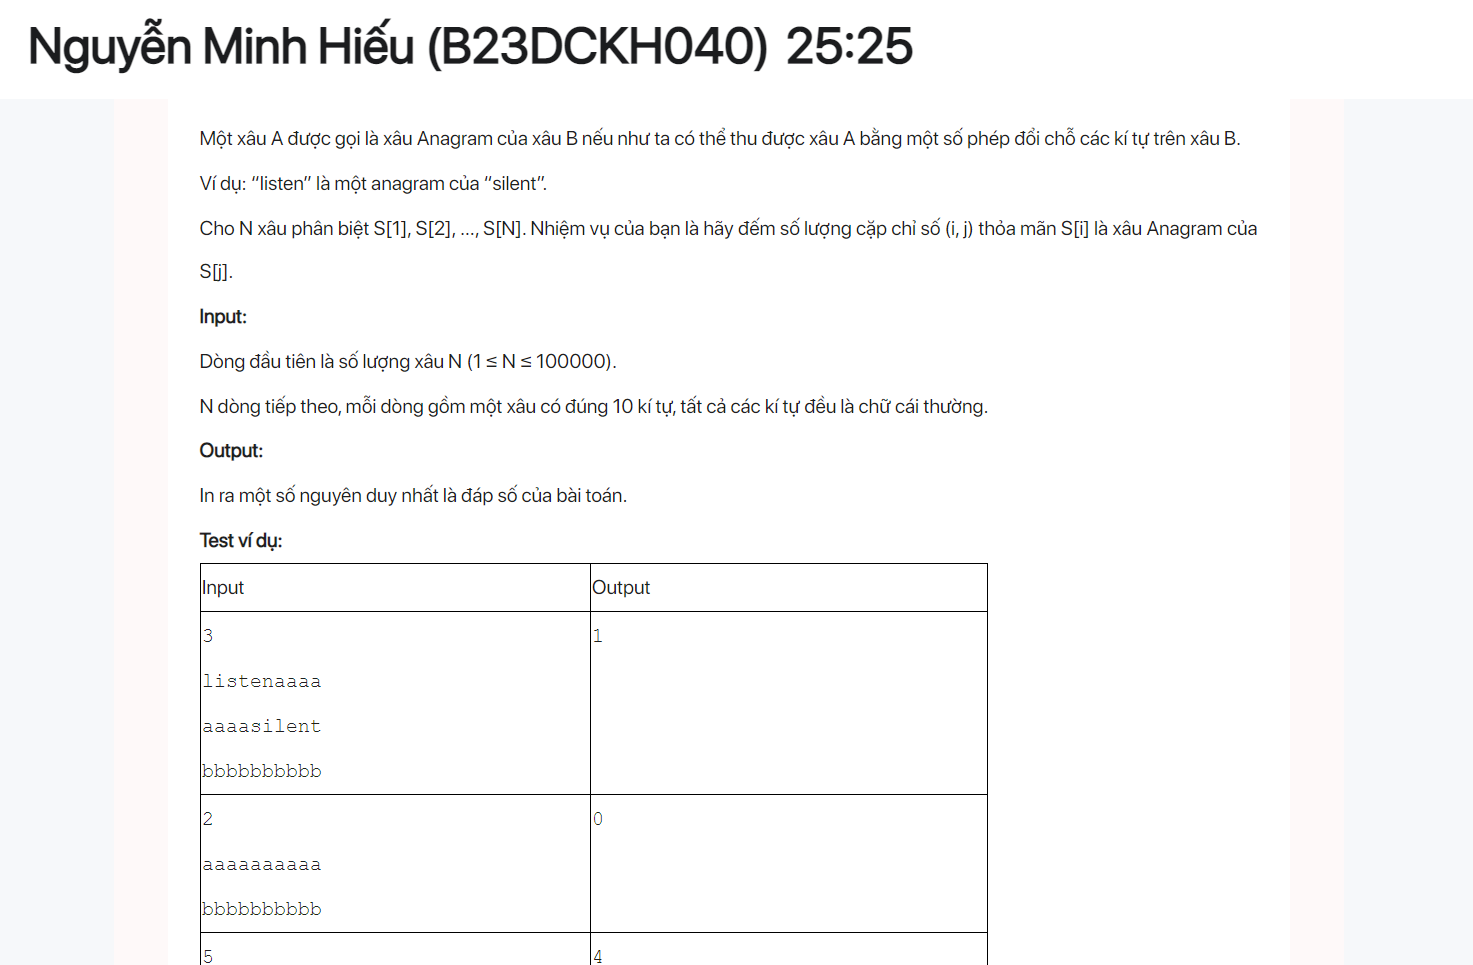 Nguyễn Minh Hiếu (B23DCKH040) 25:25
Một xâu A được gọi là xâu Anagram của xâu B nếu như ta có thể thu được xâu A bằng một số phép đổi chỗ các kí tự trên xâu B.
Ví dụ: “listen” là một anagram của “silent”.
Cho N xâu phân biệt S[1], S[2], …, S[N]. Nhiệm vụ của bạn là hãy đếm số lượng cặp chỉ số (i, j) thỏa mãn S[i] là xâu Anagram của
S[j].
Input:
Dòng đầu tiên là số lượng xâu N (1 ≤ N ≤ 100000).
N dòng tiếp theo, mỗi dòng gồm một xâu có đúng 10 kí tự, tất cả các kí tự đều là chữ cái thường.
Output:
In ra một số nguyên duy nhất là đáp số của bài toán.
Test ví dụ:
Input Output
3 1
listenaaaa
aaaasilent
bbbbbbbbbb
2 0
aaaaaaaaaa
bbbbbbbbbb
5 4